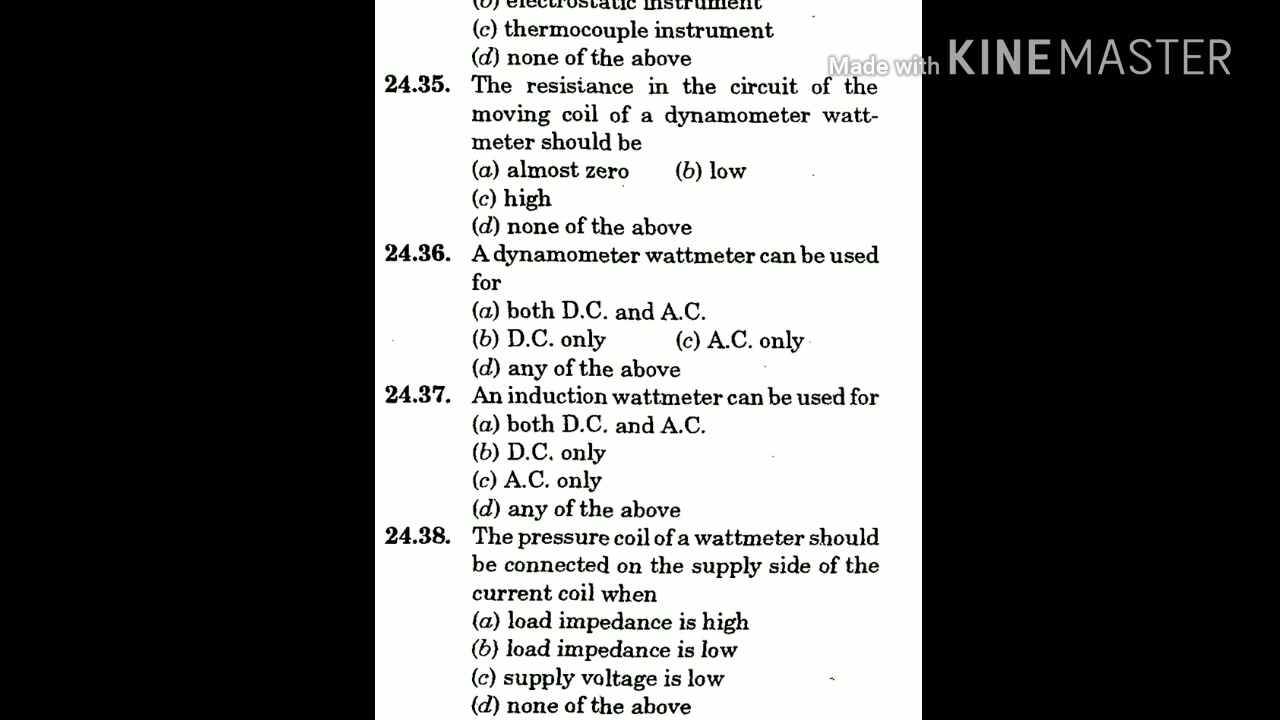 (b) electrostatic instrument
(c) thermocouple instrument
(d) none of the above
Made with KINEMASTER
24.35. The resistance in the circuit of the
moving coil of a dynamometer watt-
meter should be
(a) almost zero (b) low
(c) high
(d) none of the above
24.36. A dynamometer wattmeter can be used
for
(a) both D.C. and A.C.
(b) D.C. only (c) A.C. only
(d) any of the above
24.37. An induction wattmeter can be used for
(a) both D.C. and A.C.
(b) D.C. only
(c) A.C. only
(d) any of the above
24.38. The pressure coil of a wattmeter should
be connected on the supply side of the
current coil when
(a) load impedance is high
(b) load impedance is low
(c) supply voltage is low
(d) none of the above